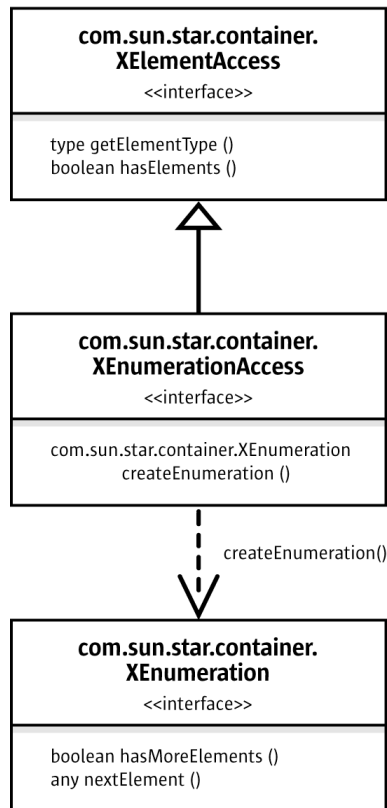 com.sun.star.container.
XElementAccess
<<interface>>
type getElementType ()
boolean hasElements ()
com.sun.star.container.
XEnumerationAccess
<<interface>>
com.sun.star.container.XEnumeration
createEnumeration ()
createEnumeration()
com.sun.star.container.
XEnumeration
<<interface>>
boolean hasMoreElements ()
any nextElement ()